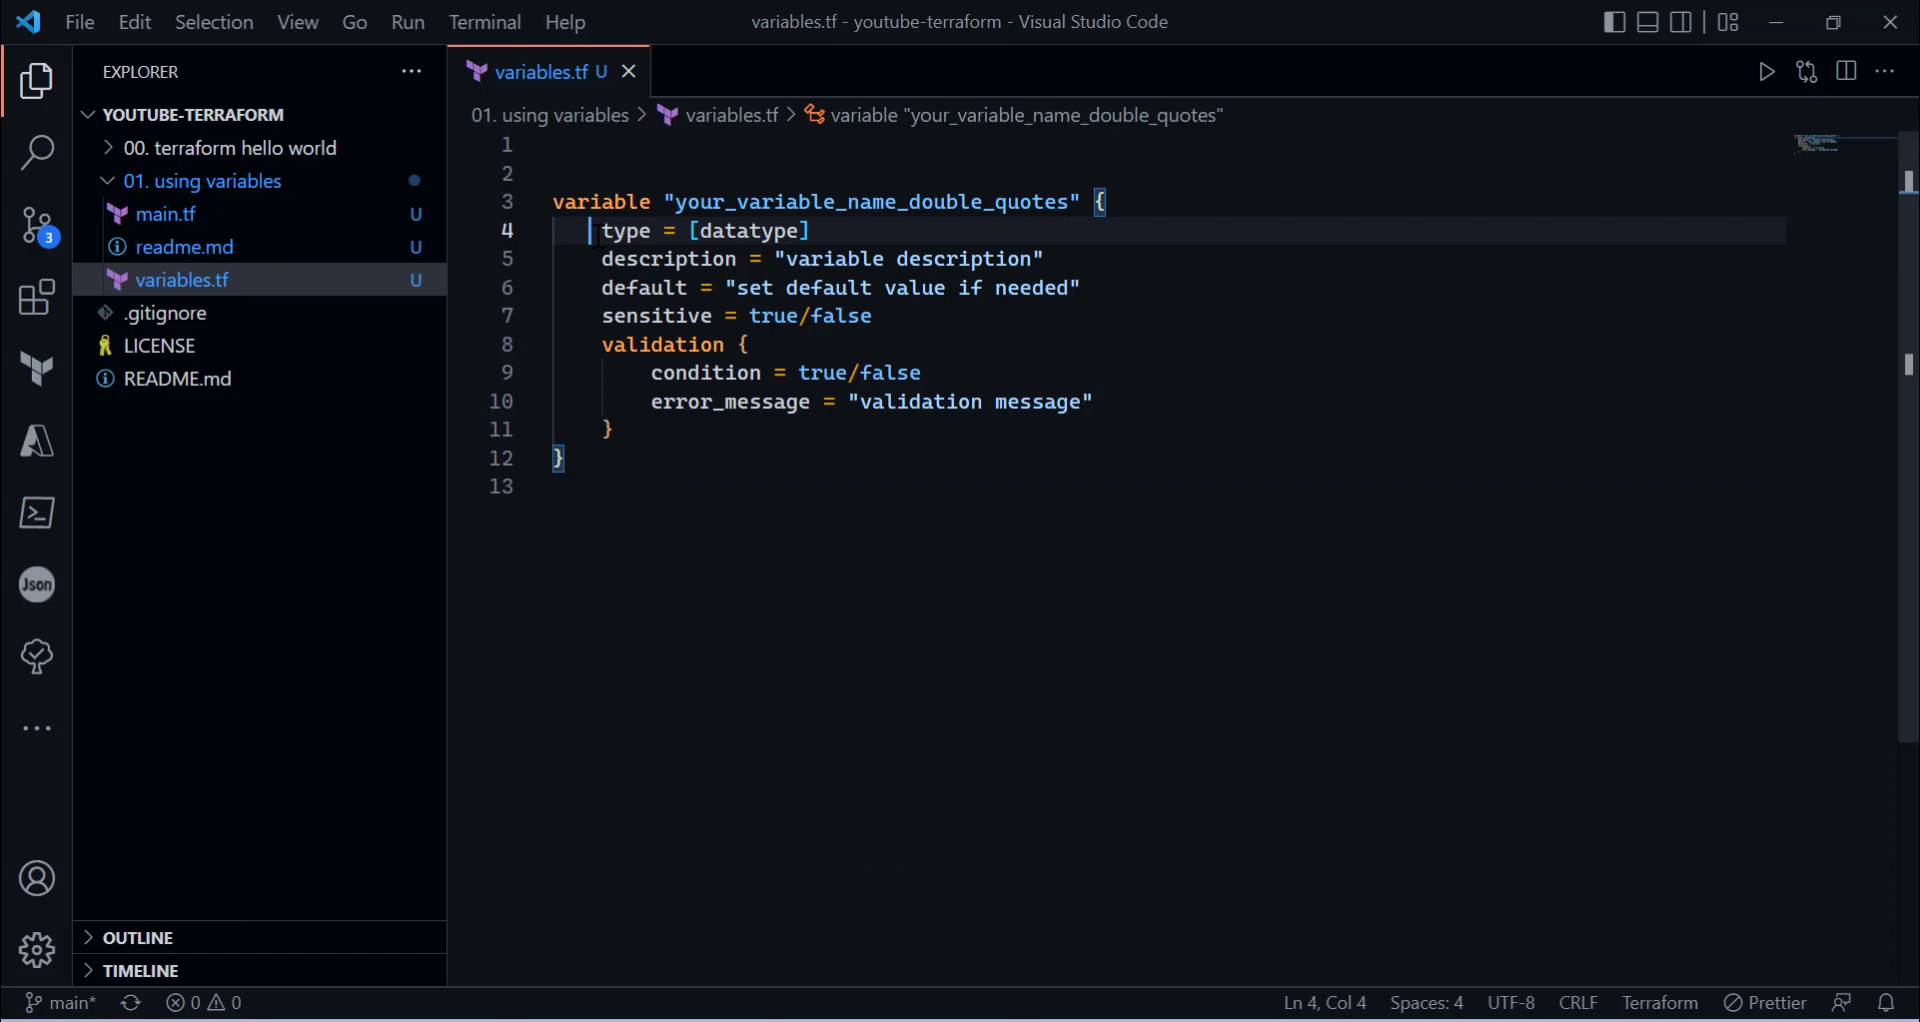 File Edit Selection View Go Run Terminal Help
variables.tf - youtube-terraform - Visual Studio Code
EXPLORER
YOUTUBE-TERRAFORM
00. terraform hello world
01. using variables
main.tf U
readme.md U
variables.tf U
.gitignore
LICENSE
README.md
OUTLINE
TIMELINE
3
Json
variables.tf U
01. using variables > variables.tf > variable "your_variable_name_double_quotes"
1
2
3 variable "your_variable_name_double_quotes" {
4 type = [datatype]
5 description = "variable description"
6 default = "set default value if needed"
7 sensitive = true/false
8 validation {
9 condition = true/false
10 error_message = "validation message"
11 }
12 }
13
main* 0 0 Ln 4, Col 4 Spaces: 4 UTF-8 CRLF Terraform Prettier